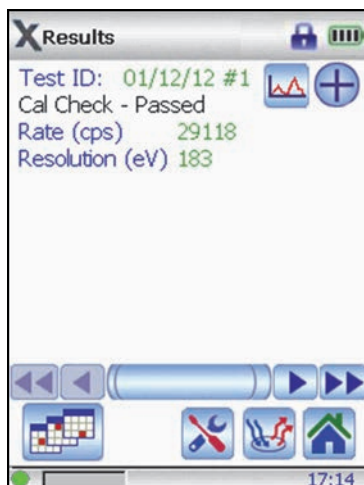 X Results
Test ID: 01/12/12 #1
Cal Check - Passed
Rate (cps) 29118
Resolution (eV) 183
17:14